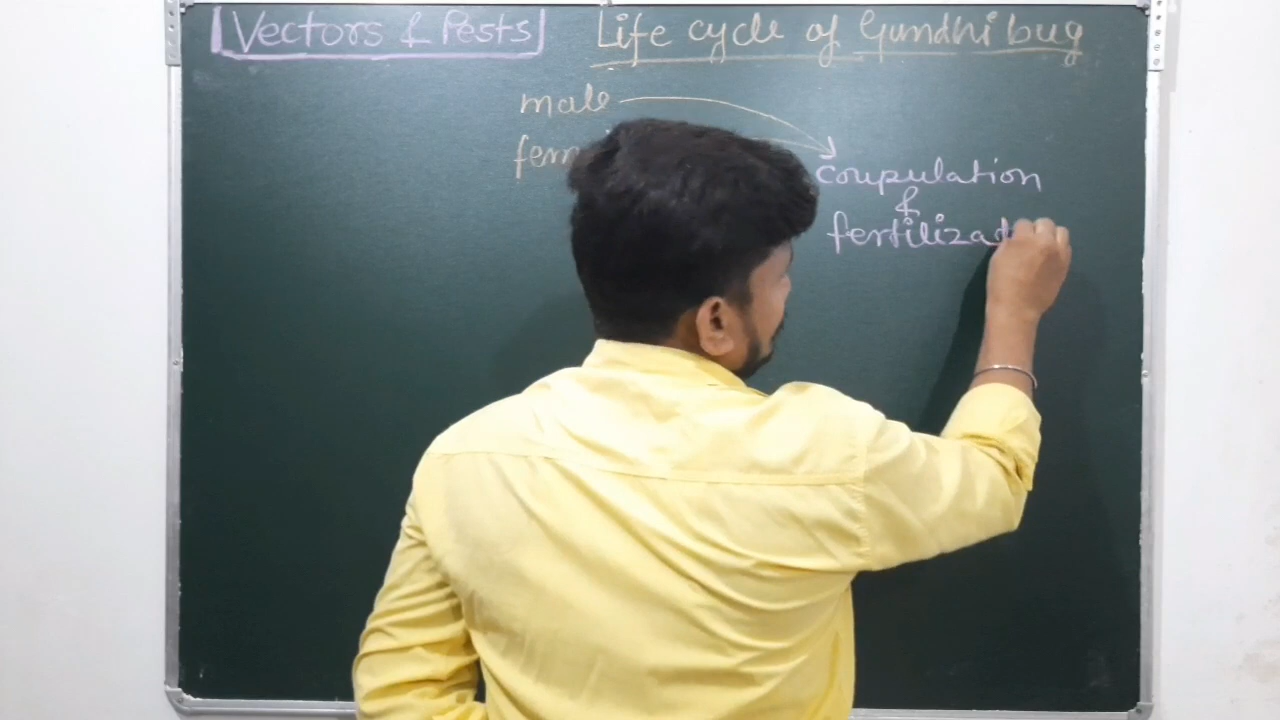 Vectors & Pests
Life cycle of Gundhi bug
male
fem
Coupulation
&
fertilizat